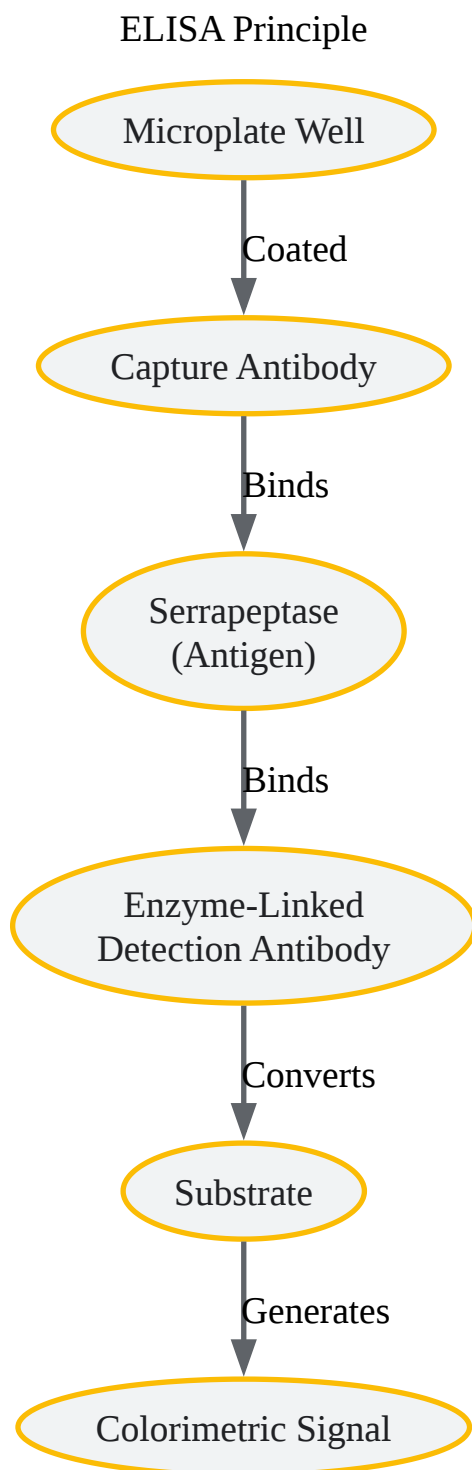 ELISA Principle
Microplate Well
Coated
Capture Antibody
Binds
Serrapeptase
(Antigen)
Binds
Enzyme-Linked
Detection Antibody
Converts
Substrate
Generates
Colorimetric Signal